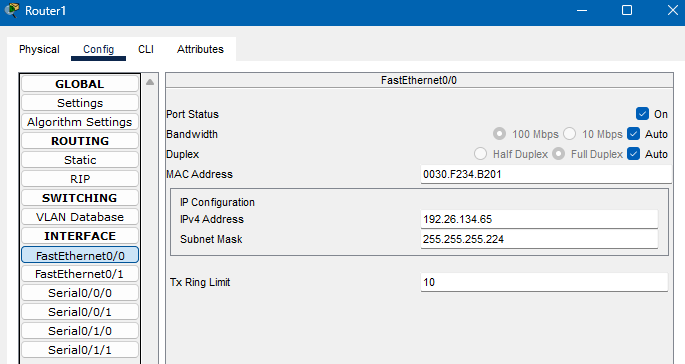 Router1
Physical Config CLI Attributes
GLOBAL
Settings
Algorithm Settings
ROUTING
Static
RIP
SWITCHING
VLAN Database
INTERFACE
FastEthernet0/0
FastEthernet0/1
Serial0/0/0
Serial0/0/1
Serial0/1/0
Serial0/1/1
FastEthernet0/0
Port Status On
Bandwidth 100 Mbps 10 Mbps Auto
Duplex Half Duplex Full Duplex Auto
MAC Address 0030.F234.B201
IP Configuration
IPv4 Address 192.26.134.65
Subnet Mask 255.255.255.224
Tx Ring Limit 10